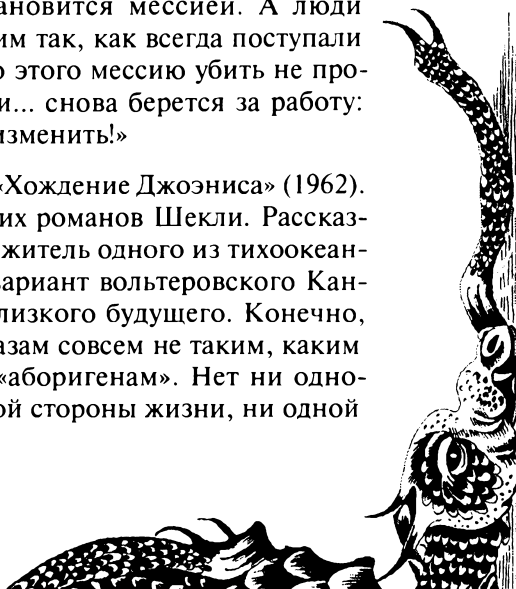 ановится мессией. А люди
им так, как всегда поступали
о этого мессию убить не про-
и... снова берется за работу:
изменить!»
«Хождение Джоэниса» (1962).
их романов Шекли. Рассказ-
житель одного из тихоокеан-
вариант вольтеровского Кан-
лизкого будущего. Конечно,
азам совсем не таким, каким
«аборигенам». Нет ни одно-
ой стороны жизни, ни одной